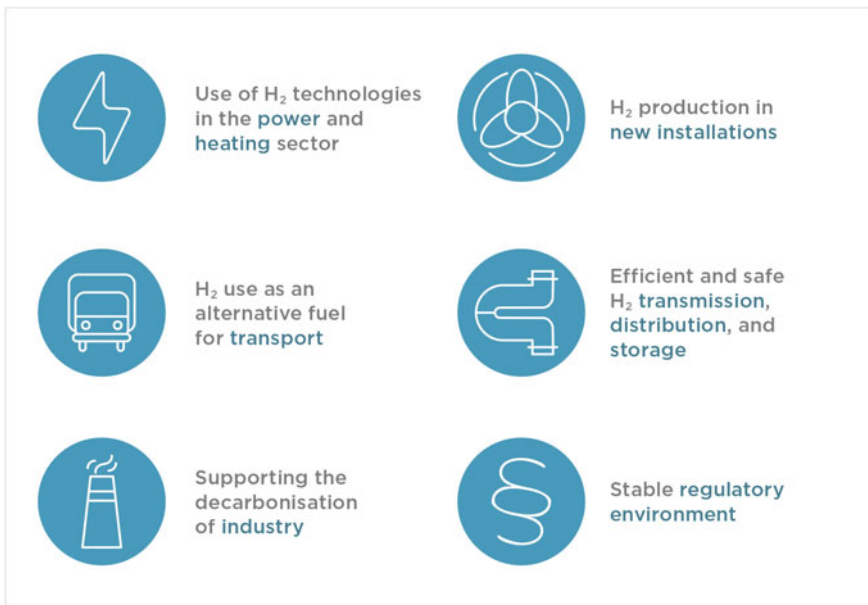 Use of H₂ technologies
in the power and
heating sector
H₂ production in
new installations
H₂ use as an
alternative fuel
for transport
Efficient and safe
H₂ transmission,
distribution, and
storage
Supporting the
decarbonisation
of industry
Stable regulatory
environment